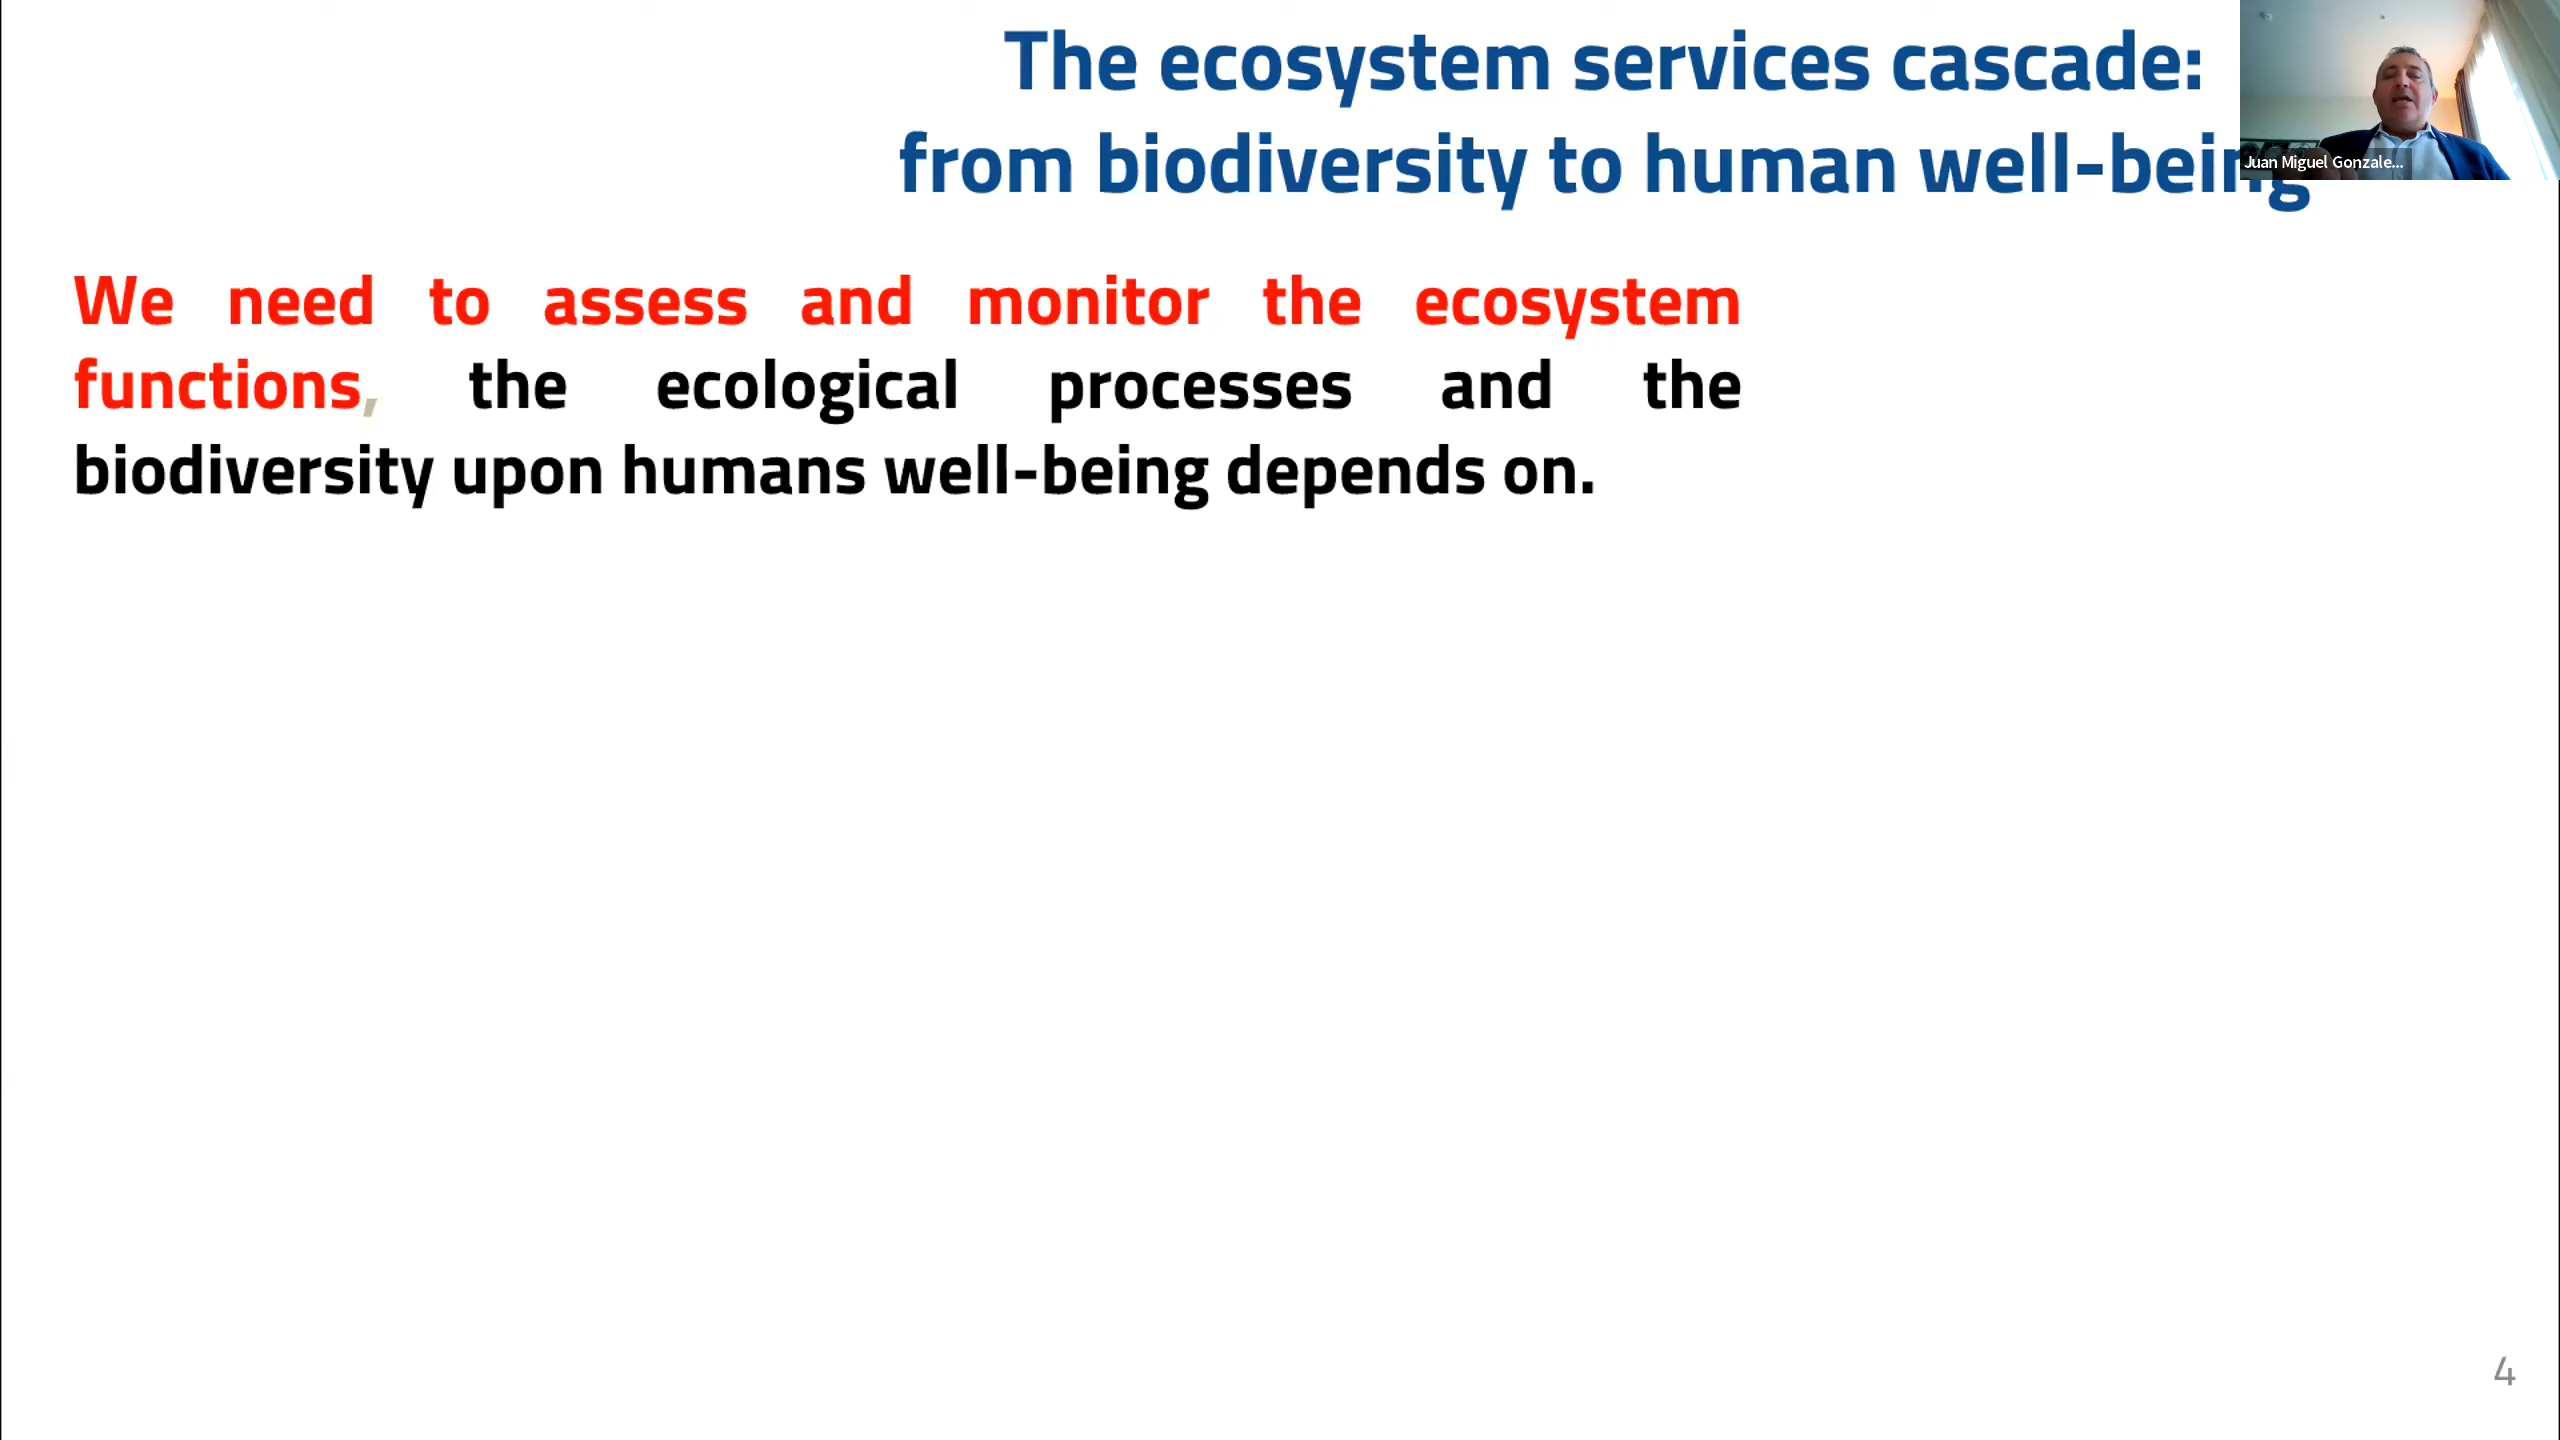 The ecosystem services cascade:
from biodiversity to human well-being
Juan Miguel Gonzale...
We need to assess and monitor the ecosystem
functions, the ecological processes and the
biodiversity upon humans well-being depends on.
4